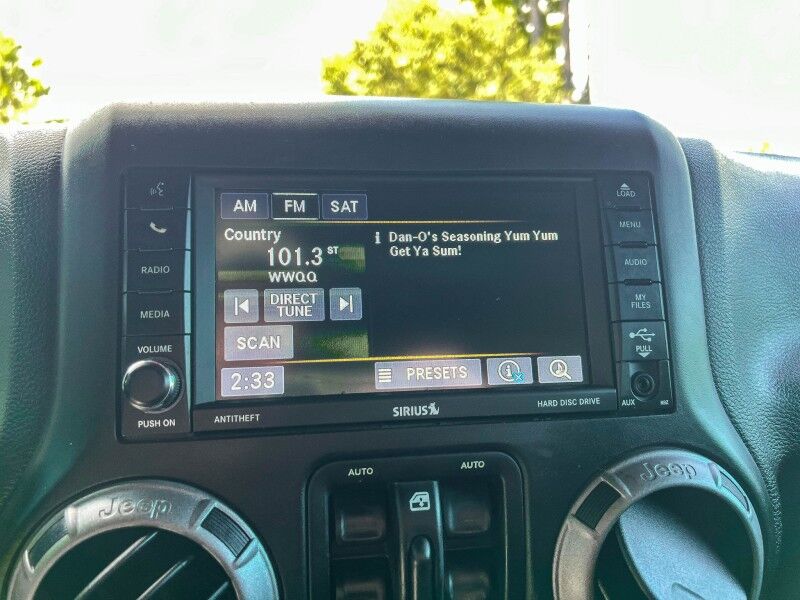 AM FM SAT
Country
101.3 ST
WWQQ
DIRECT
TUNE
SCAN
2:33
i Dan-O's Seasoning Yum Yum
Get Ya Sum!
PRESETS
RADIO
MEDIA
VOLUME
PUSH ON
ANTITHEFT
SIRIUS
HARD DISC DRIVE
LOAD
MENU
AUDIO
MY
FILES
PULL
AUX
AUTO
AUTO
Jeep
Jeep